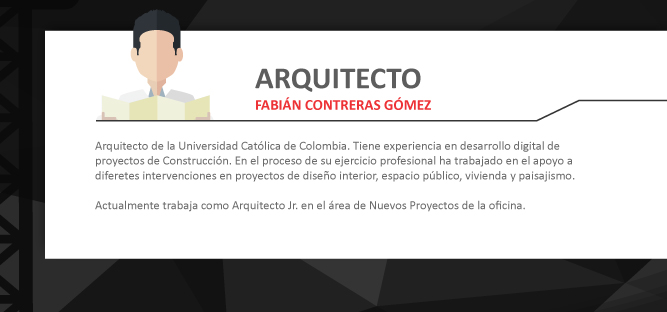 ARQUITECTO
FABIÁN CONTRERAS GÓMEZ
Arquitecto de la Universidad Católica de Colombia. Tiene experiencia en desarrollo digital de
proyectos de Construcción. En el proceso de su ejercicio profesional ha trabajado en el apoyo a
diferetes intervenciones en proyectos de diseño interior, espacio público, vivienda y paisajismo.
Actualmente trabaja como Arquitecto Jr. en el área de Nuevos Proyectos de la oficina.